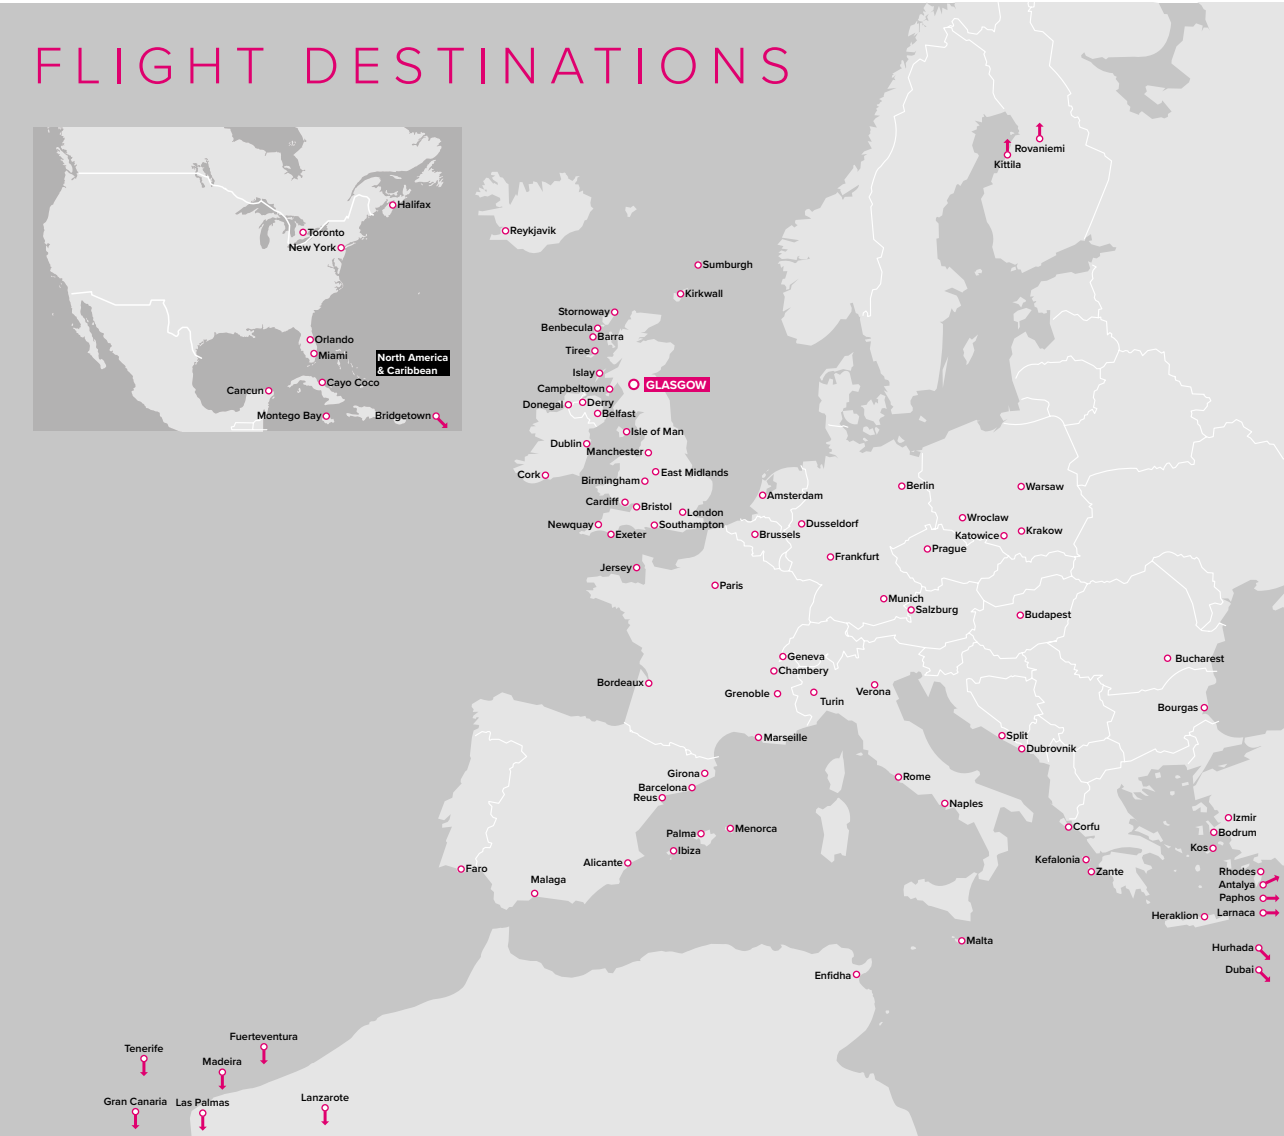 FLIGHT DESTINATIONS
Halifax
Toronto
New York
Orlando
Miami
North America
& Caribbean
Cayo Coco
Cancun
Montego Bay
Bridgetown
Rovaniemi
Kittila
Reykjavik
Sumburgh
Kirkwall
Stornoway
Benbecula
Barra
Tiree
Islay
GLASGOW
Campbeltown
Donegal
Derry
Belfast
Isle of Man
Dublin
Manchester
East Midlands
Cork
Birmingham
Cardiff
Bristol
London
Newquay
Southampton
Exeter
Jersey
Amsterdam
Berlin
Warsaw
Dusseldorf
Wroclaw
Brussels
Katowice
Krakow
Prague
Frankfurt
Paris
Munich
Salzburg
Budapest
Geneva
Chambery
Bucharest
Bordeaux
Grenoble
Turin
Verona
Bourgas
Marseille
Split
Dubrovnik
Girona
Barcelona
Reus
Rome
Naples
Palma
Menorca
Ibiza
Corfu
Izmir
Bodrum
Kos
Alicante
Faro
Malaga
Kefalonia
Zante
Rhodes
Antalya
Paphos
Larnaca
Heraklion
Malta
Hurhada
Dubai
Enfidha
Fuerteventura
Tenerife
Madeira
Gran Canaria
Las Palmas
Lanzarote